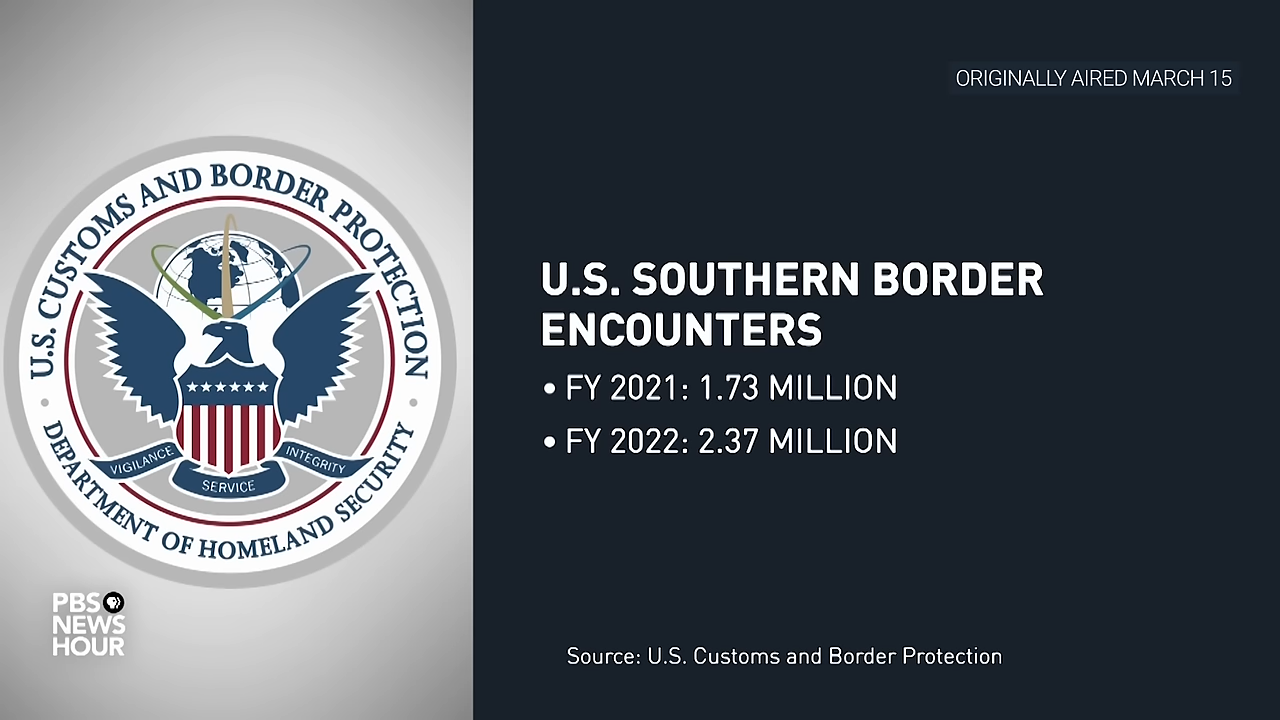 ORIGINALLY AIRED MARCH 15
U.S. CUSTOMS AND BORDER PROTECTION
VIGILANCE
SERVICE
INTEGRITY
DEPARTMENT OF HOMELAND SECURITY
U.S. SOUTHERN BORDER
ENCOUNTERS
• FY 2021: 1.73 MILLION
• FY 2022: 2.37 MILLION
PBS
NEWS
HOUR
Source: U.S. Customs and Border Protection